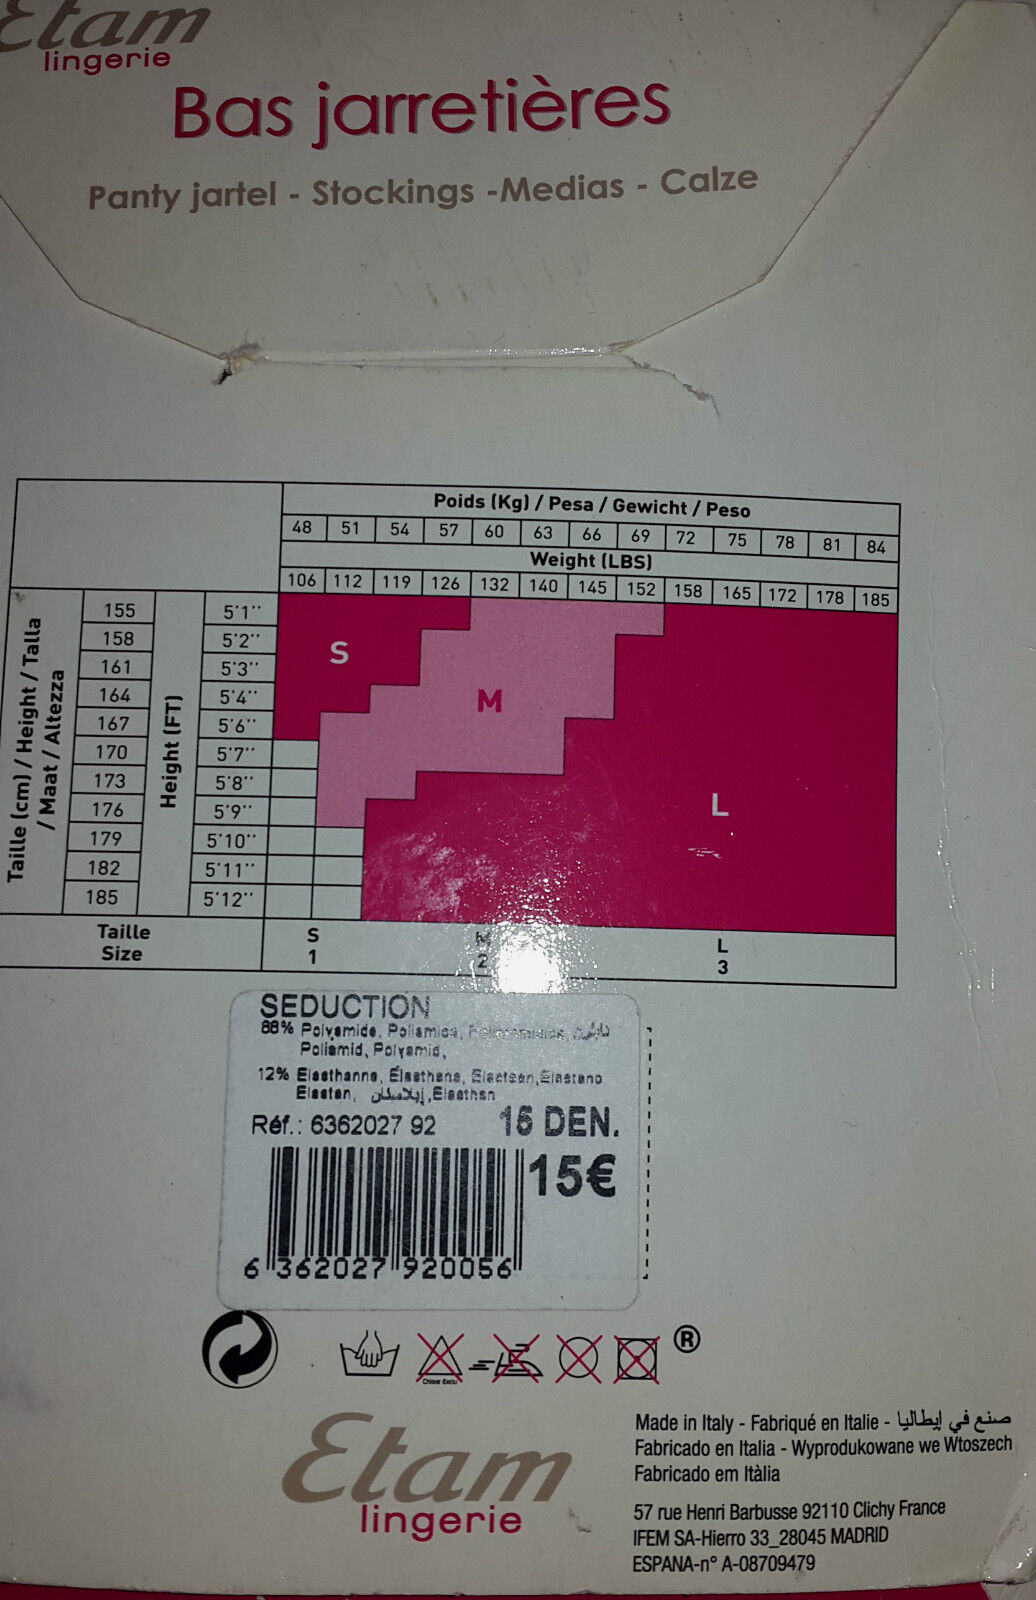 Etam
lingerie
Bas jarretières
Panty jartel - Stockings -Medias - Calze
Poids (Kg) / Pesa / Gewicht / Peso
48 51 54 57 60 63 66 69 72 75 78 81 84
Weight (LBS)
106 112 119 126 132 140 145 152 158 165 172 178 185
Taille (cm) / Height / Talla
/ Maat / Altezza
Height (FT)
155 5'1''
158 5'2''
161 5'3''
164 5'4''
167 5'6''
170 5'7''
173 5'8''
176 5'9''
179 5'10''
182 5'11''
185 5'12''
S
M
L
Taille S M L
Size 1 2 3
SEDUCTION
88% Polyamide, Poliamida,
Poliamid, Polyamid,
12% Elasthanne, Elasthane, Elasteen, Elastano
Elastan, إيلاستان, Elasthan
Réf.: 6362027 92 15 DEN.
15€
6 362027 920056
Chlore Exclu
®
Etam
lingerie
Made in Italy - Fabriqué en Italie - صنع في إيطاليا
Fabricado en Italia - Wyprodukowane we Wtoszech
Fabricado em Itàlia
57 rue Henri Barbusse 92110 Clichy France
IFEM SA-Hierro 33_28045 MADRID
ESPANA-n° A-08709479